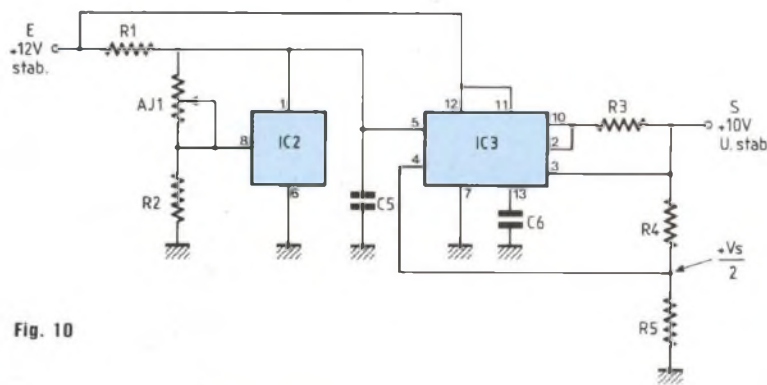 E
+12V
stab.
R1
AJ1
R2
1
8
IC2
6
C5
12
11
5
4
IC3
10
2
3
7
13
C6
R3
S
+10V
U. stab
R4
+Vs
2
R5
Fig. 10